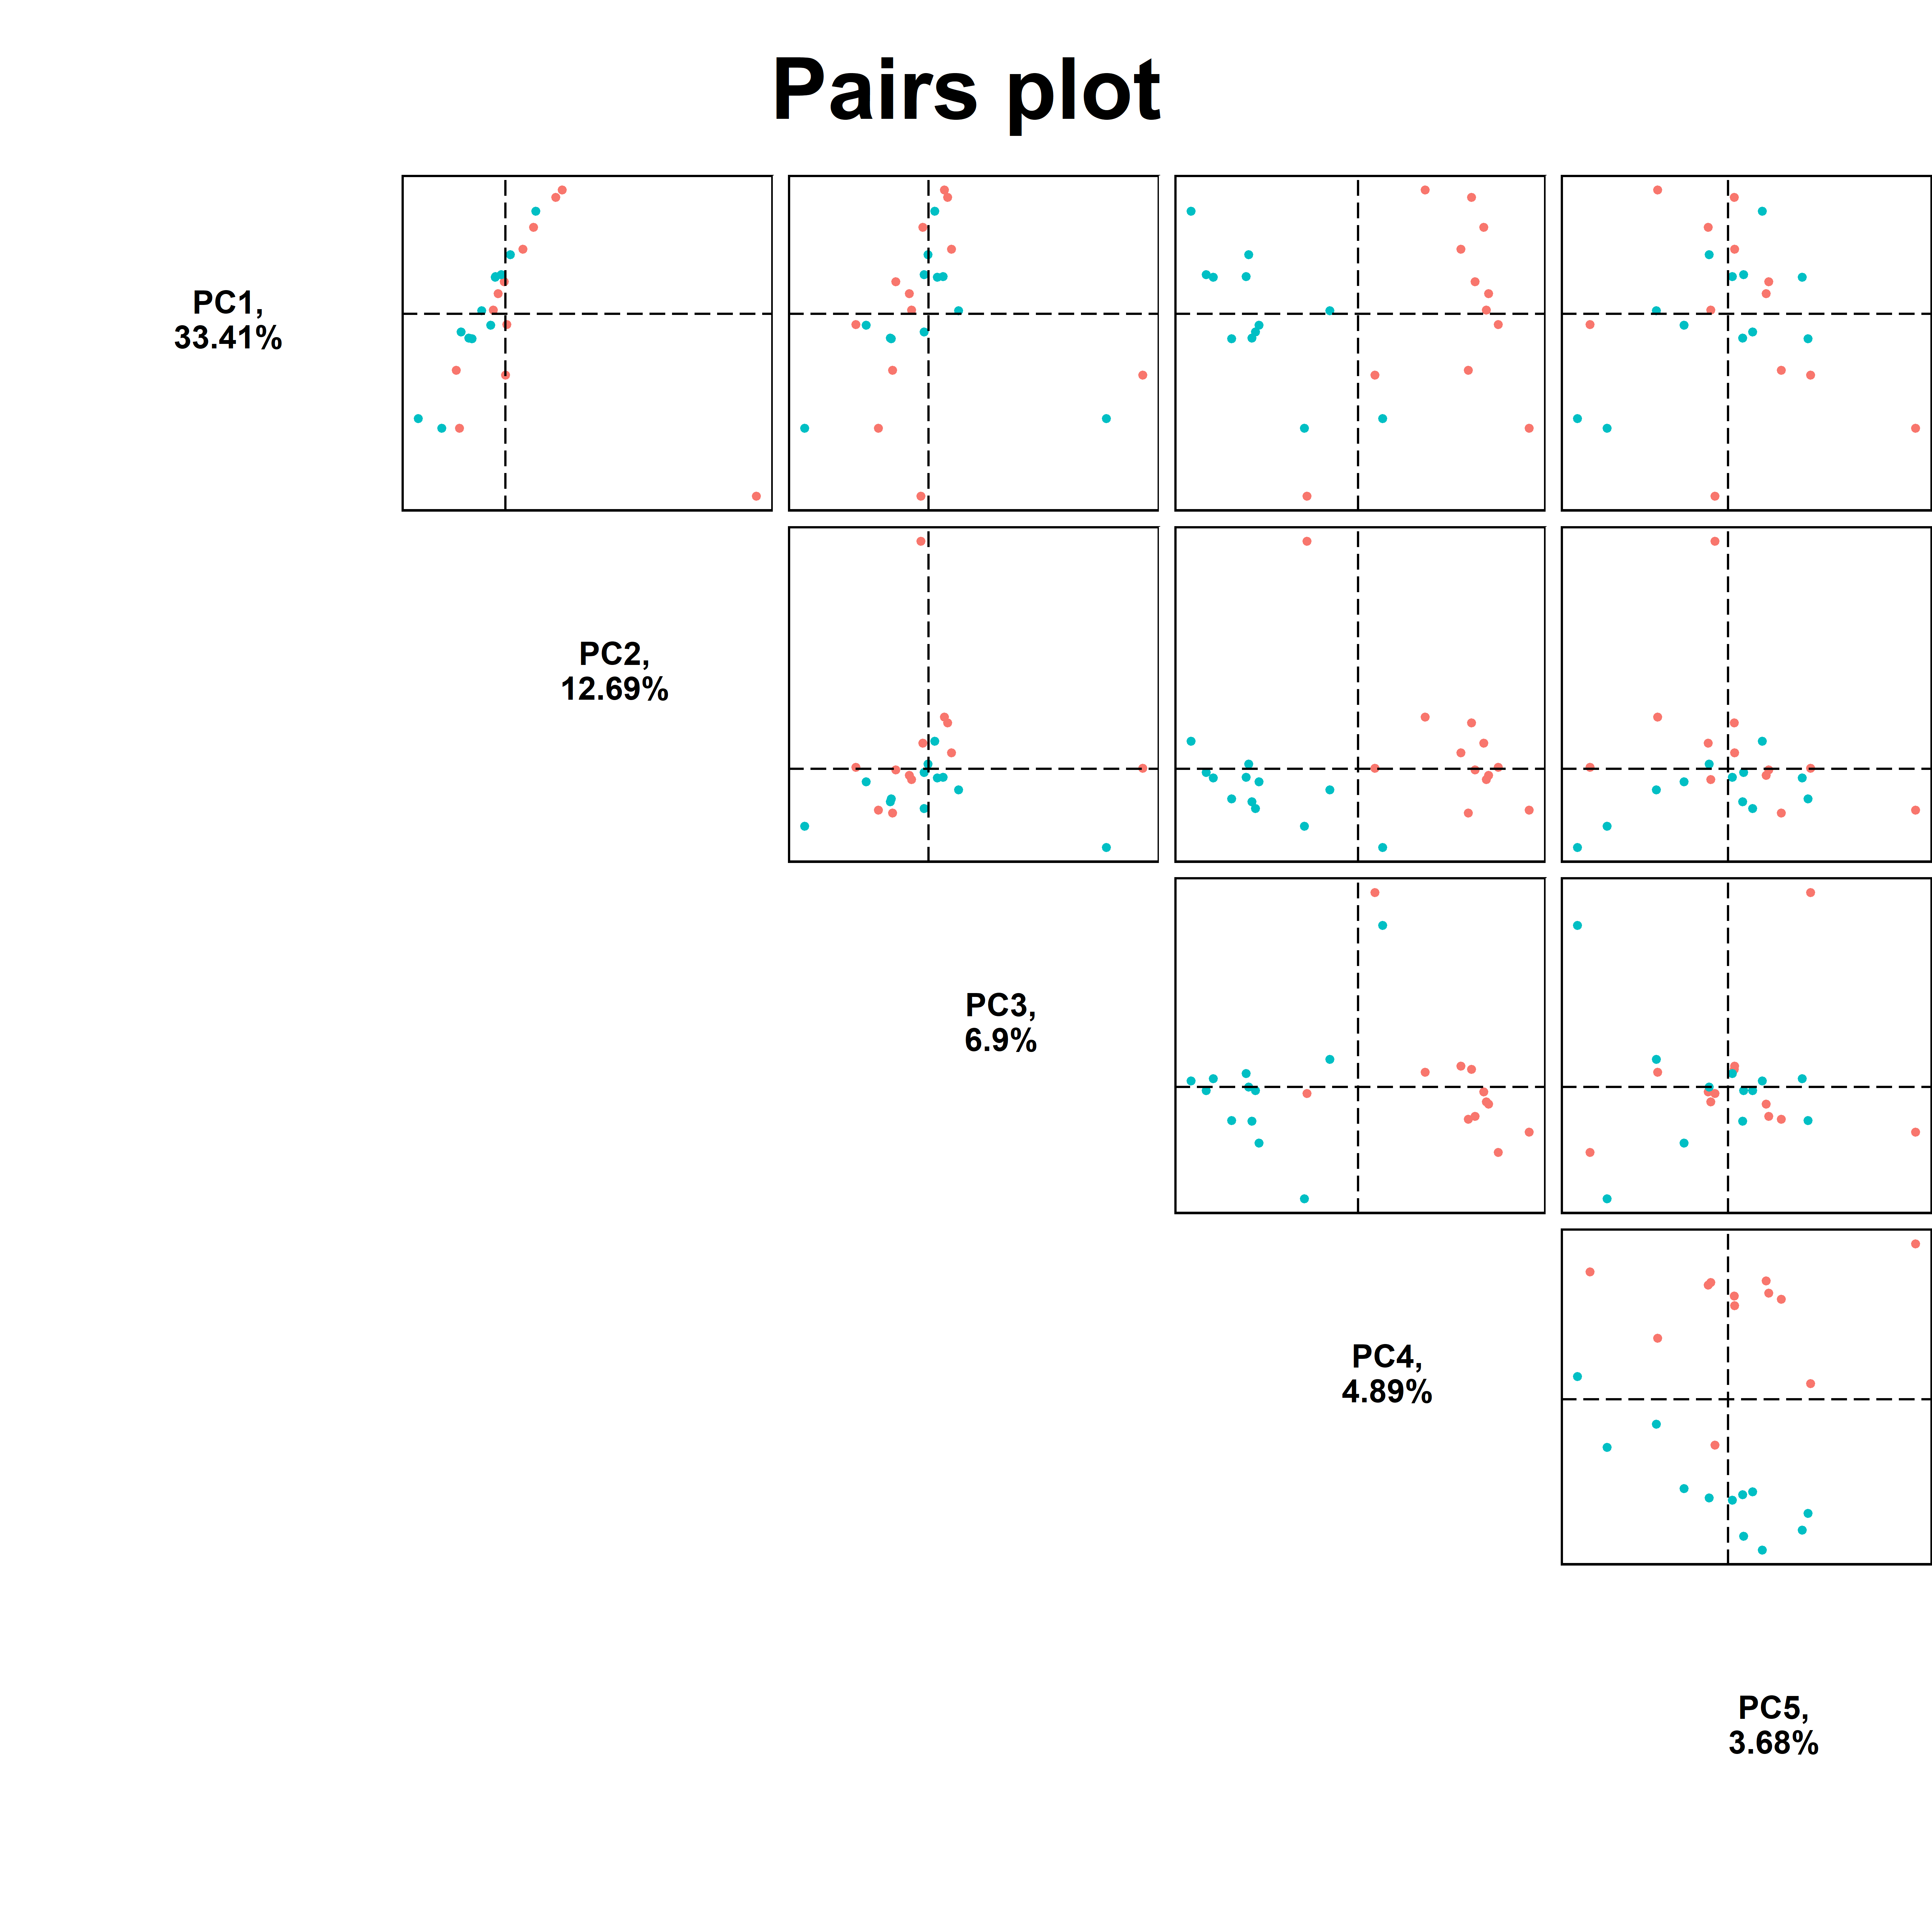 Pairs plot
PC1,
33.41%
PC2,
12.69%
PC3,
6.9%
PC4,
4.89%
PC5,
3.68%